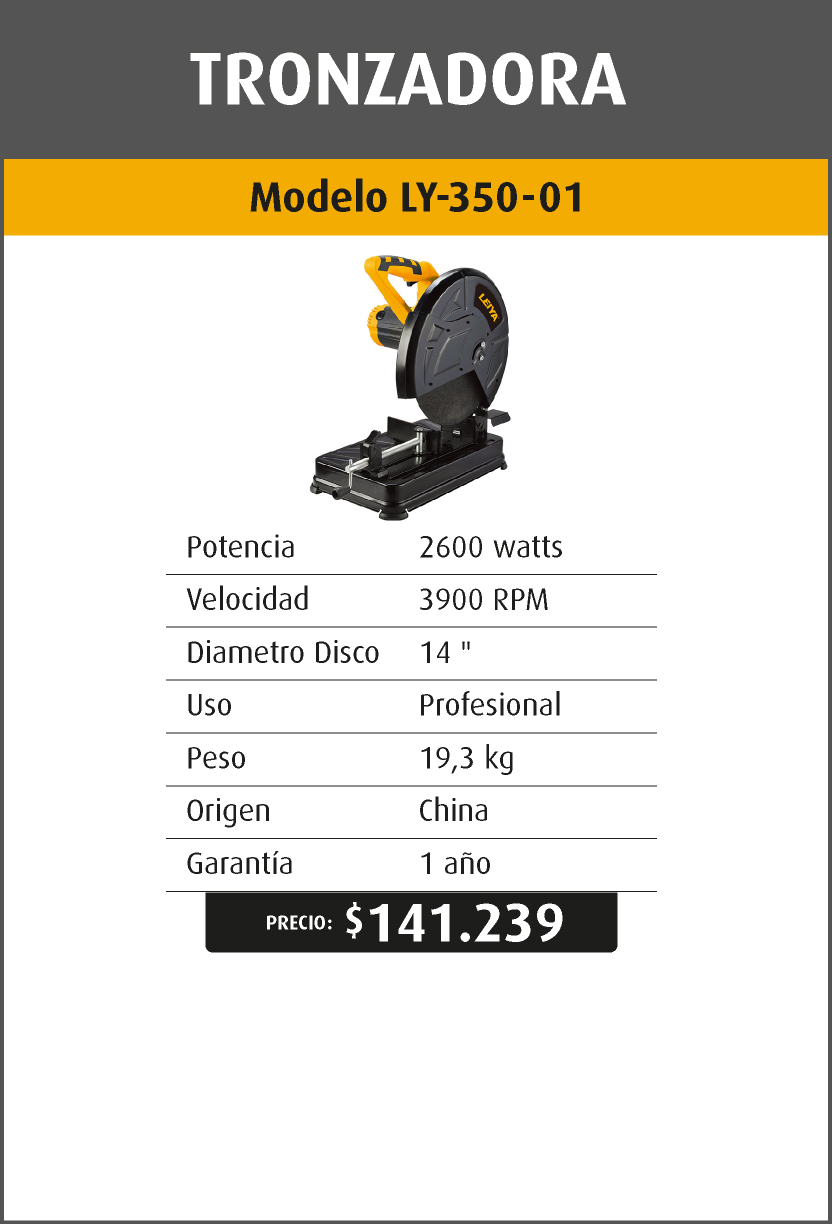 TRONZADORA
Modelo LY-350-01
LEIYA
Potencia 2600 watts
Velocidad 3900 RPM
Diametro Disco 14 "
Uso Profesional
Peso 19,3 kg
Origen China
Garantía 1 año
PRECIO: $141.239